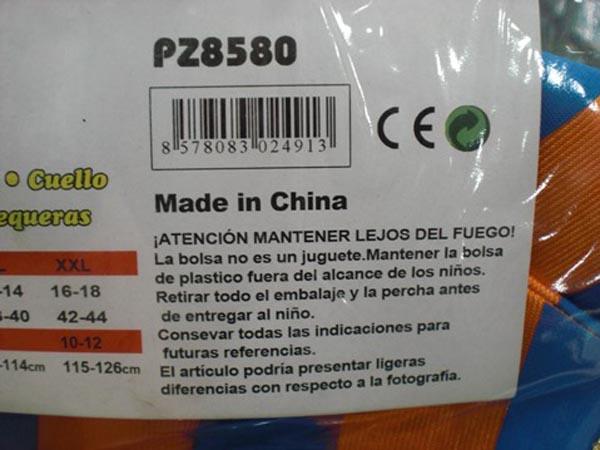 PZ8580
8 578083 024913
CE
• Cuello
equeras
Made in China
¡ATENCIÓN MANTENER LEJOS DEL FUEGO!
La bolsa no es un juguete.Mantener la bolsa
de plastico fuera del alcance de los niños.
Retirar todo el embalaje y la percha antes
de entregar al niño.
Consevar todas las indicaciones para
futuras referencias.
El artículo podría presentar ligeras
diferencias con respecto a la fotografía.
L XXL
-14 16-18
-40 42-44
10-12
-114cm 115-126cm